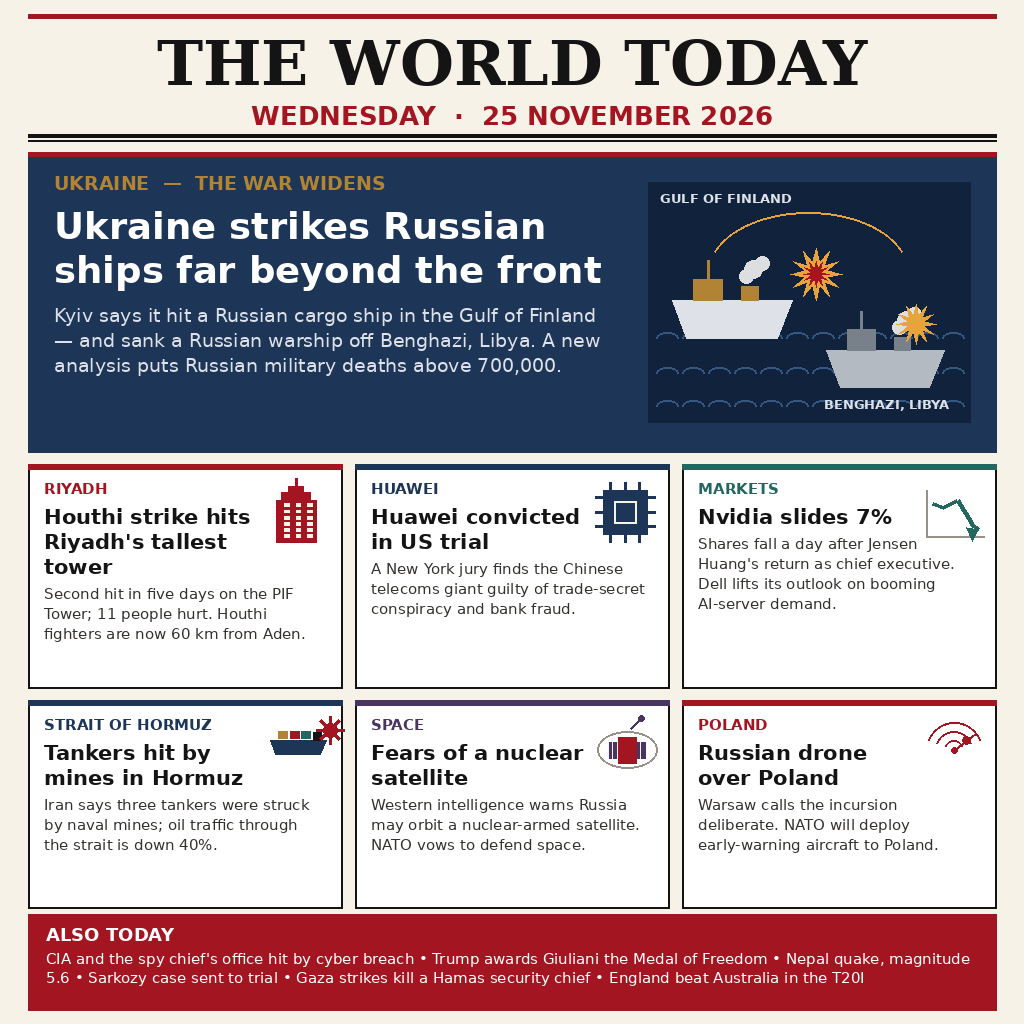 THE WORLD TODAY
WEDNESDAY · 25 NOVEMBER 2026
UKRAINE — THE WAR WIDENS
Ukraine strikes Russian
ships far beyond the front
Kyiv says it hit a Russian cargo ship in the Gulf of Finland
— and sank a Russian warship off Benghazi, Libya. A new
analysis puts Russian military deaths above 700,000.
GULF OF FINLAND
BENGHAZI, LIBYA
RIYADH
Houthi strike hits
Riyadh's tallest
tower
Second hit in five days on the PIF
Tower; 11 people hurt. Houthi
fighters are now 60 km from Aden.
HUAWEI
Huawei convicted
in US trial
A New York jury finds the Chinese
telecoms giant guilty of trade-secret
conspiracy and bank fraud.
MARKETS
Nvidia slides 7%
Shares fall a day after Jensen
Huang's return as chief executive.
Dell lifts its outlook on booming
AI-server demand.
STRAIT OF HORMUZ
Tankers hit by
mines in Hormuz
Iran says three tankers were struck
by naval mines; oil traffic through
the strait is down 40%.
SPACE
Fears of a nuclear
satellite
Western intelligence warns Russia
may orbit a nuclear-armed satellite.
NATO vows to defend space.
POLAND
Russian drone
over Poland
Warsaw calls the incursion
deliberate. NATO will deploy
early-warning aircraft to Poland.
ALSO TODAY
CIA and the spy chief's office hit by cyber breach • Trump awards Giuliani the Medal of Freedom • Nepal quake, magnitude
5.6 • Sarkozy case sent to trial • Gaza strikes kill a Hamas security chief • England beat Australia in the T20I